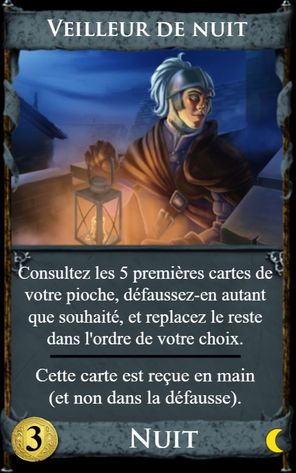 Veilleur de nuit
Consultez les 5 premières cartes de
votre pioche, défaussez-en autant
que souhaité, et replacez le reste
dans l'ordre de votre choix.
Cette carte est reçue en main
(et non dans la défausse).
3 Nuit